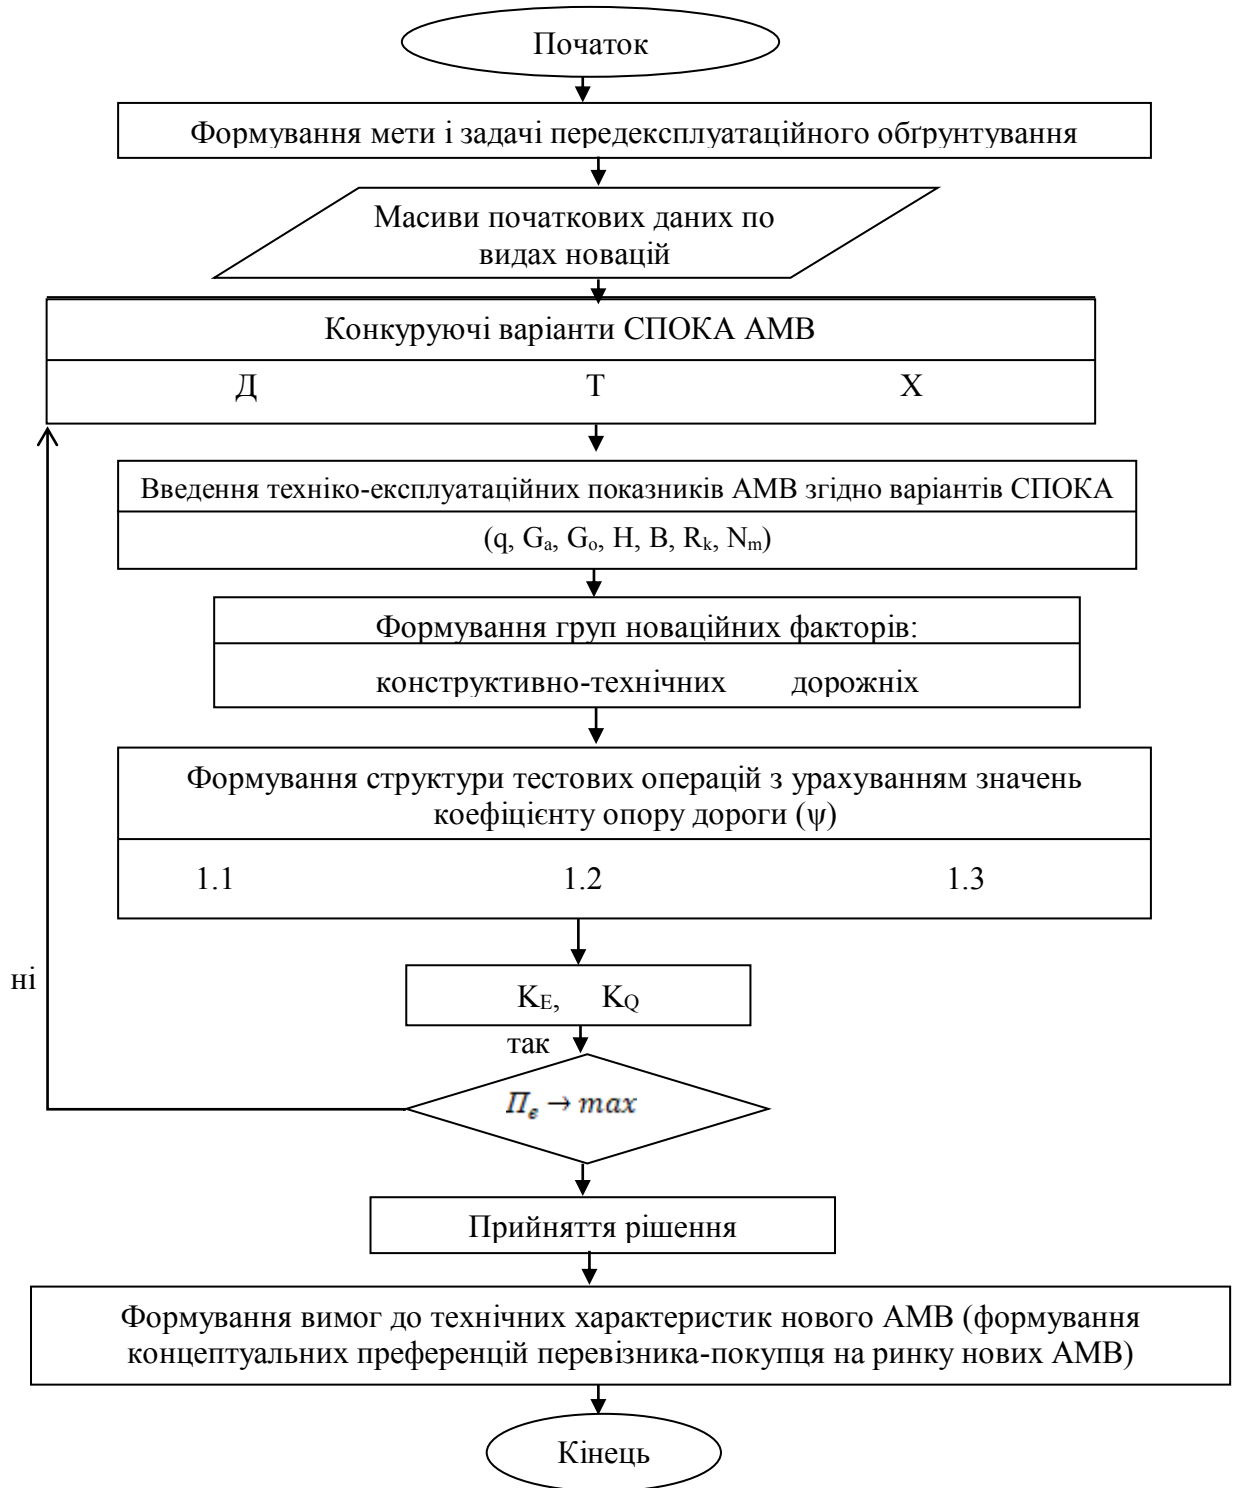 Початок
Формування мети і задачі передексплуатаційного обґрунтування
Масиви початкових даних по
видах новацій
Конкуруючі варіанти СПОКА АМВ
Д Т Х
Введення техніко-експлуатаційних показників АМВ згідно варіантів СПОКА
(q, Gₐ, Gₒ, H, B, Rₖ, Nₘ)
Формування груп новаційних факторів:
конструктивно-технічних дорожніх
Формування структури тестових операцій з урахуванням значень
коефіцієнту опору дороги (ψ)
1.1 1.2 1.3
ні
K_E, K_Q
так
П_е → max
Прийняття рішення
Формування вимог до технічних характеристик нового АМВ (формування
концептуальних преференцій перевізника-покупця на ринку нових АМВ)
Кінець